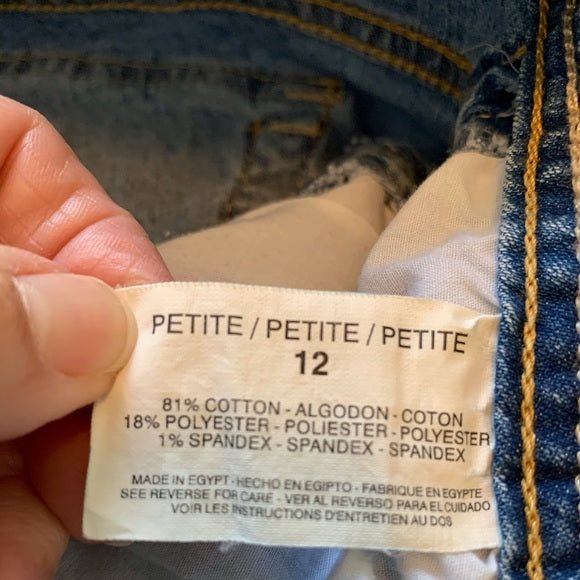 PETITE / PETITE / PETITE
12
81% COTTON - ALGODON - COTON
18% POLYESTER - POLIESTER - POLYESTER
1% SPANDEX - SPANDEX - SPANDEX
MADE IN EGYPT - HECHO EN EGIPTO - FABRIQUE EN EGYPTE
SEE REVERSE FOR CARE - VER AL REVERSO PARA EL CUIDADO
VOIR LES INSTRUCTIONS D'ENTRETIEN AU DOS